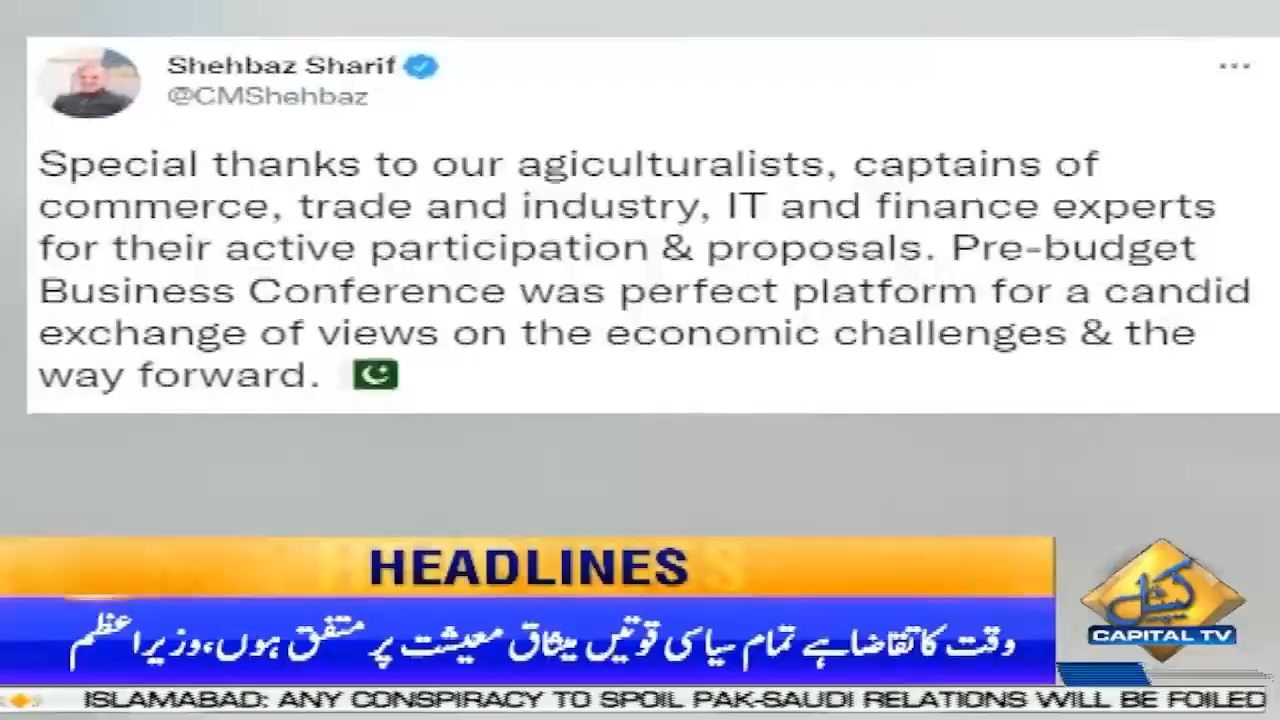 Shehbaz Sharif
@CMShehbaz
Special thanks to our agiculturalists, captains of
commerce, trade and industry, IT and finance experts
for their active participation & proposals. Pre-budget
Business Conference was perfect platform for a candid
exchange of views on the economic challenges & the
way forward.
HEADLINES
وقت کا تقاضا ہے تمام سیاسی قوتیں میثاق معیشت پر متفق ہوں، وزیراعظم
کیپیٹل
CAPITAL TV
ISLAMABAD: ANY CONSPIRACY TO SPOIL PAK-SAUDI RELATIONS WILL BE FOILED